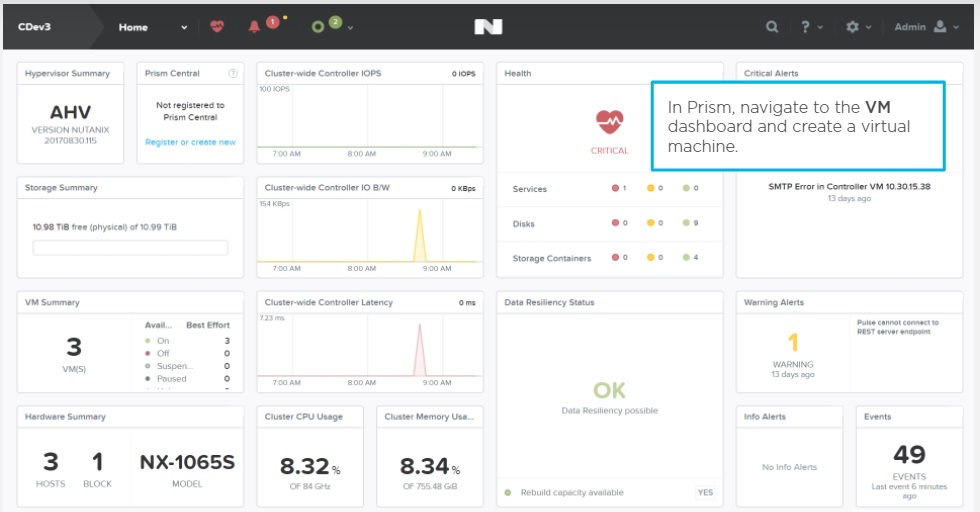 CDev3
Home
1
2
N
?
Admin
Hypervisor Summary
AHV
VERSION NUTANIX
20170830.115
Prism Central
?
Not registered to
Prism Central
Register or create new
Cluster-wide Controller IOPS
0 IOPS
100 IOPS
7:00 AM 8:00 AM 9:00 AM
Health
CRITICAL
Services 1 0 0
Disks 0 0 9
Storage Containers 0 0 4
Critical Alerts
In Prism, navigate to the VM
dashboard and create a virtual
machine.
SMTP Error in Controller VM 10.30.15.38
13 days ago
Storage Summary
10.98 TiB free (physical) of 10.99 TiB
Cluster-wide Controller IO B/W
0 KBps
154 KBps
7:00 AM 8:00 AM 9:00 AM
VM Summary
3
VM(S)
Avail... Best Effort
On 3
Off 0
Suspen... 0
Paused 0
Cluster-wide Controller Latency
0 ms
7.23 ms
7:00 AM 8:00 AM 9:00 AM
Data Resiliency Status
OK
Data Resiliency possible
Rebuild capacity available YES
Warning Alerts
1
WARNING
13 days ago
Pulse cannot connect to
REST server endpoint
Hardware Summary
3
HOSTS
1
BLOCK
NX-1065S
MODEL
Cluster CPU Usage
8.32 %
OF 84 GHz
Cluster Memory Usa...
8.34 %
OF 755.48 GiB
Info Alerts
No Info Alerts
Events
49
EVENTS
Last event 6 minutes
ago